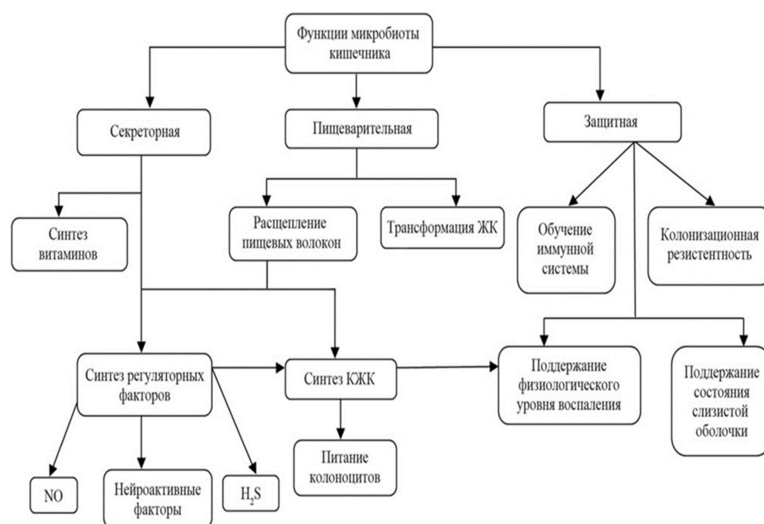 Функции микробиоты
кишечника
Секреторная
Пищеварительная
Защитная
Синтез
витаминов
Расщепление
пищевых волокон
Трансформация ЖК
Обучение
иммунной
системы
Колонизационная
резистентность
Синтез регуляторных
факторов
Синтез КЖК
Поддержание
физиологического
уровня воспаления
Поддержание
состояния
слизистой
оболочки
NO
Нейроактивные
факторы
H₂S
Питание
колоноцитов